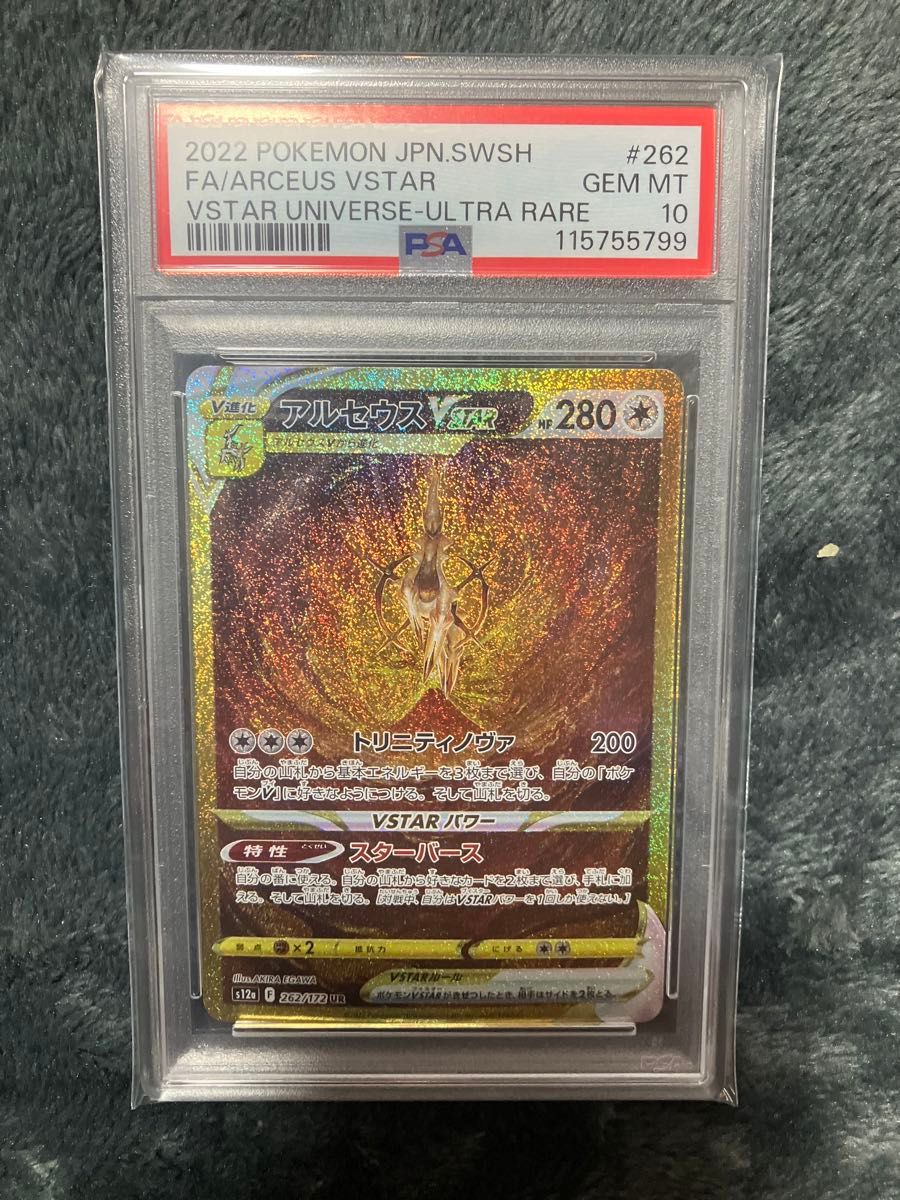 2022 POKEMON JPN.SWSH #262
FA/ARCEUS VSTAR GEM MT
VSTAR UNIVERSE-ULTRA RARE 10
PSA 115755799
V進化 アルセウスVSTAR HP280
アルセウスVから進化
トリニティノヴァ 200
自分の山札から基本エネルギーを3枚まで選び、自分の「ポケ
モンV」に好きなようにつける。そして山札を切る。
VSTARパワー
特性 スターバース
自分の番に使える。自分の山札から好きなカードを2枚まで選び、手札に加
える。そして山札を切る。[対戦中、自分はVSTARパワーを1回しか使えない。]
弱点 ×2 抵抗力 にげる
Illus.AKIRA EGAWA VSTARルール
s12a F 262/172 UR ポケモンVSTARがきぜつしたとき、相手はサイドを2枚とる。
PSA